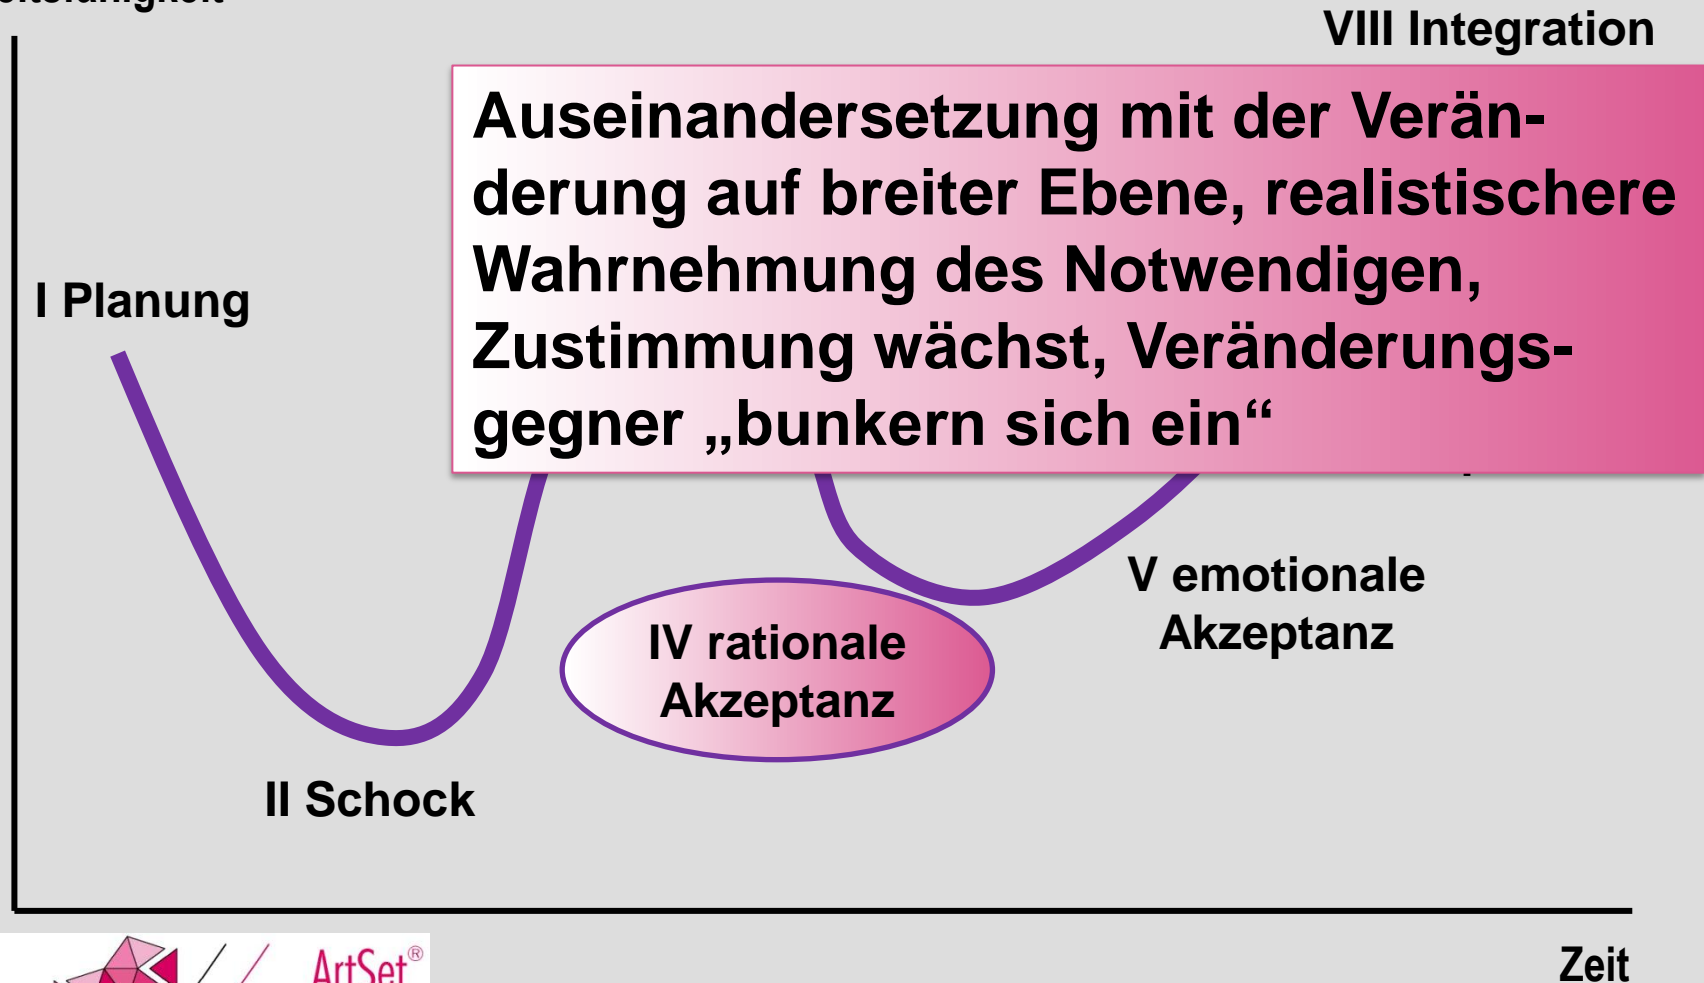 VIII Integration
Auseinandersetzung mit der Verän-
derung auf breiter Ebene, realistischere
Wahrnehmung des Notwendigen,
Zustimmung wächst, Veränderungs-
gegner „bunkern sich ein“
I Planung
V emotionale
Akzeptanz
IV rationale
Akzeptanz
II Schock
ArtSet®
Zeit